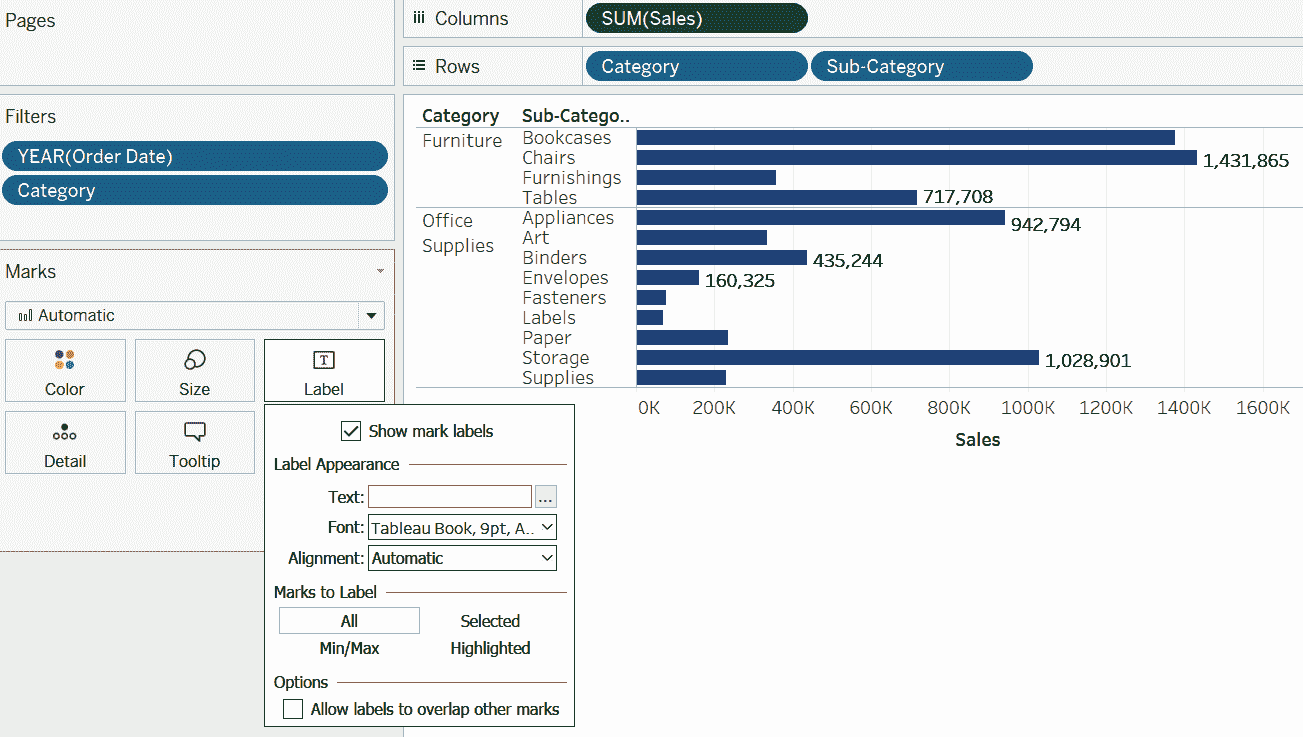 Pages
Columns
SUM(Sales)
Rows
Category
Sub-Category
Filters
YEAR(Order Date)
Category
Marks
Automatic
Color
Size
Label
Detail
Tooltip
Category Sub-Catego..
Furniture
Bookcases
Chairs 1,431,865
Furnishings
Tables 717,708
Office
Supplies
Appliances 942,794
Art
Binders 435,244
Envelopes 160,325
Fasteners
Labels
Paper
Storage 1,028,901
Supplies
0K 200K 400K 600K 800K 1000K 1200K 1400K 1600K
Sales
Show mark labels
Label Appearance
Text: ...
Font: Tableau Book, 9pt, A..
Alignment: Automatic
Marks to Label
All Selected
Min/Max Highlighted
Options
Allow labels to overlap other marks